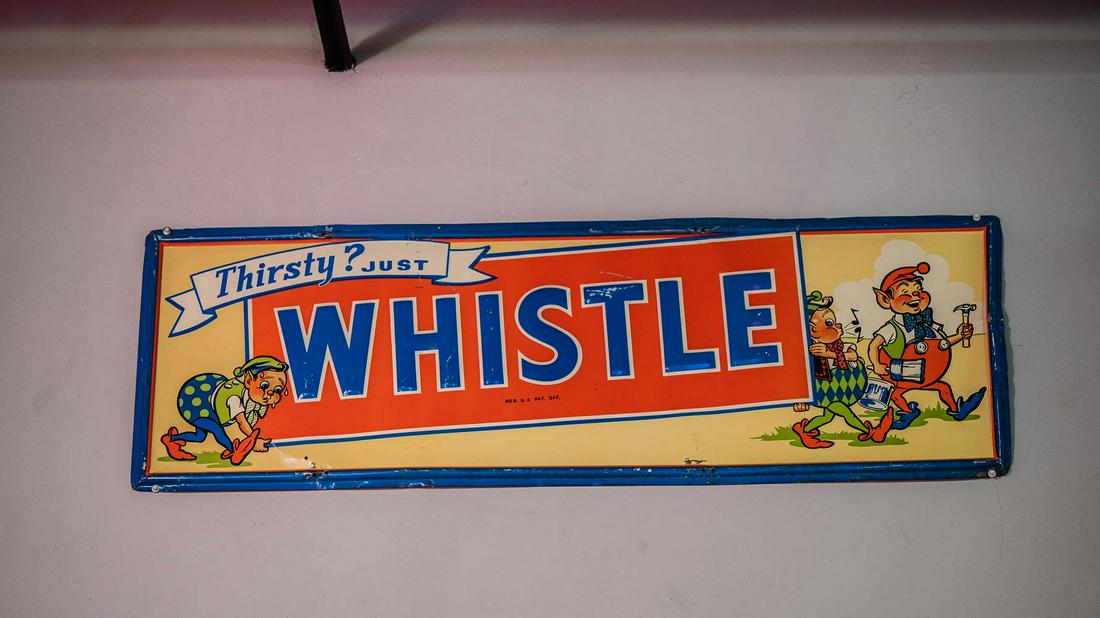 Thirsty? JUST
WHISTLE
REG. U.S. PAT. OFF.